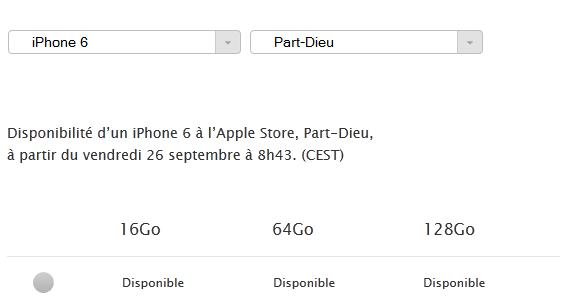 iPhone 6 Part-Dieu
Disponibilité d’un iPhone 6 à l’Apple Store, Part-Dieu,
à partir du vendredi 26 septembre à 8h43. (CEST)
16Go 64Go 128Go
Disponible Disponible Disponible